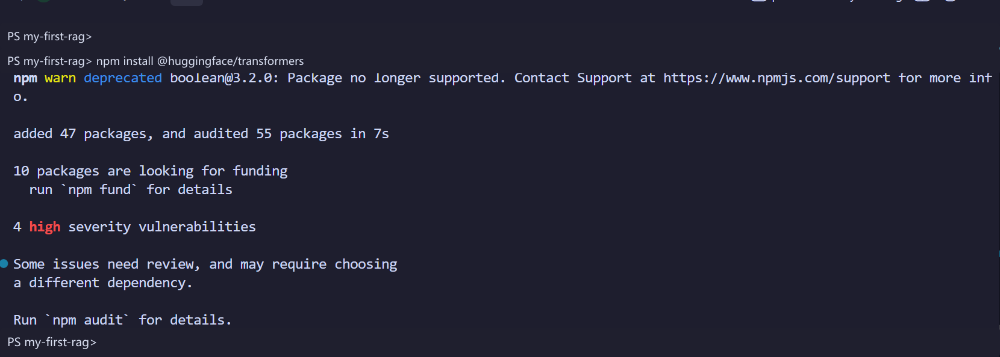 PS my-first-rag>
PS my-first-rag> npm install @huggingface/transformers
npm warn deprecated boolean@3.2.0: Package no longer supported. Contact Support at https://www.npmjs.com/support for more inf
o.
added 47 packages, and audited 55 packages in 7s
10 packages are looking for funding
run `npm fund` for details
4 high severity vulnerabilities
Some issues need review, and may require choosing
a different dependency.
Run `npm audit` for details.
PS my-first-rag>